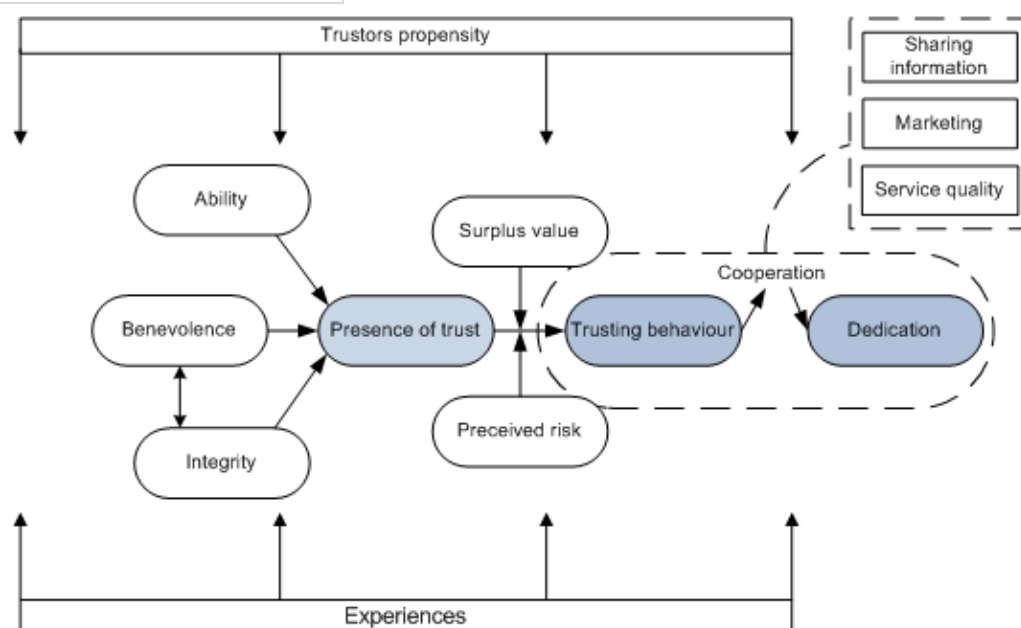 Trustors propensity
Sharing
information
Marketing
Service quality
Ability
Surplus value
Cooperation
Benevolence
Presence of trust
Trusting behaviour
Dedication
Preceived risk
Integrity
Experiences